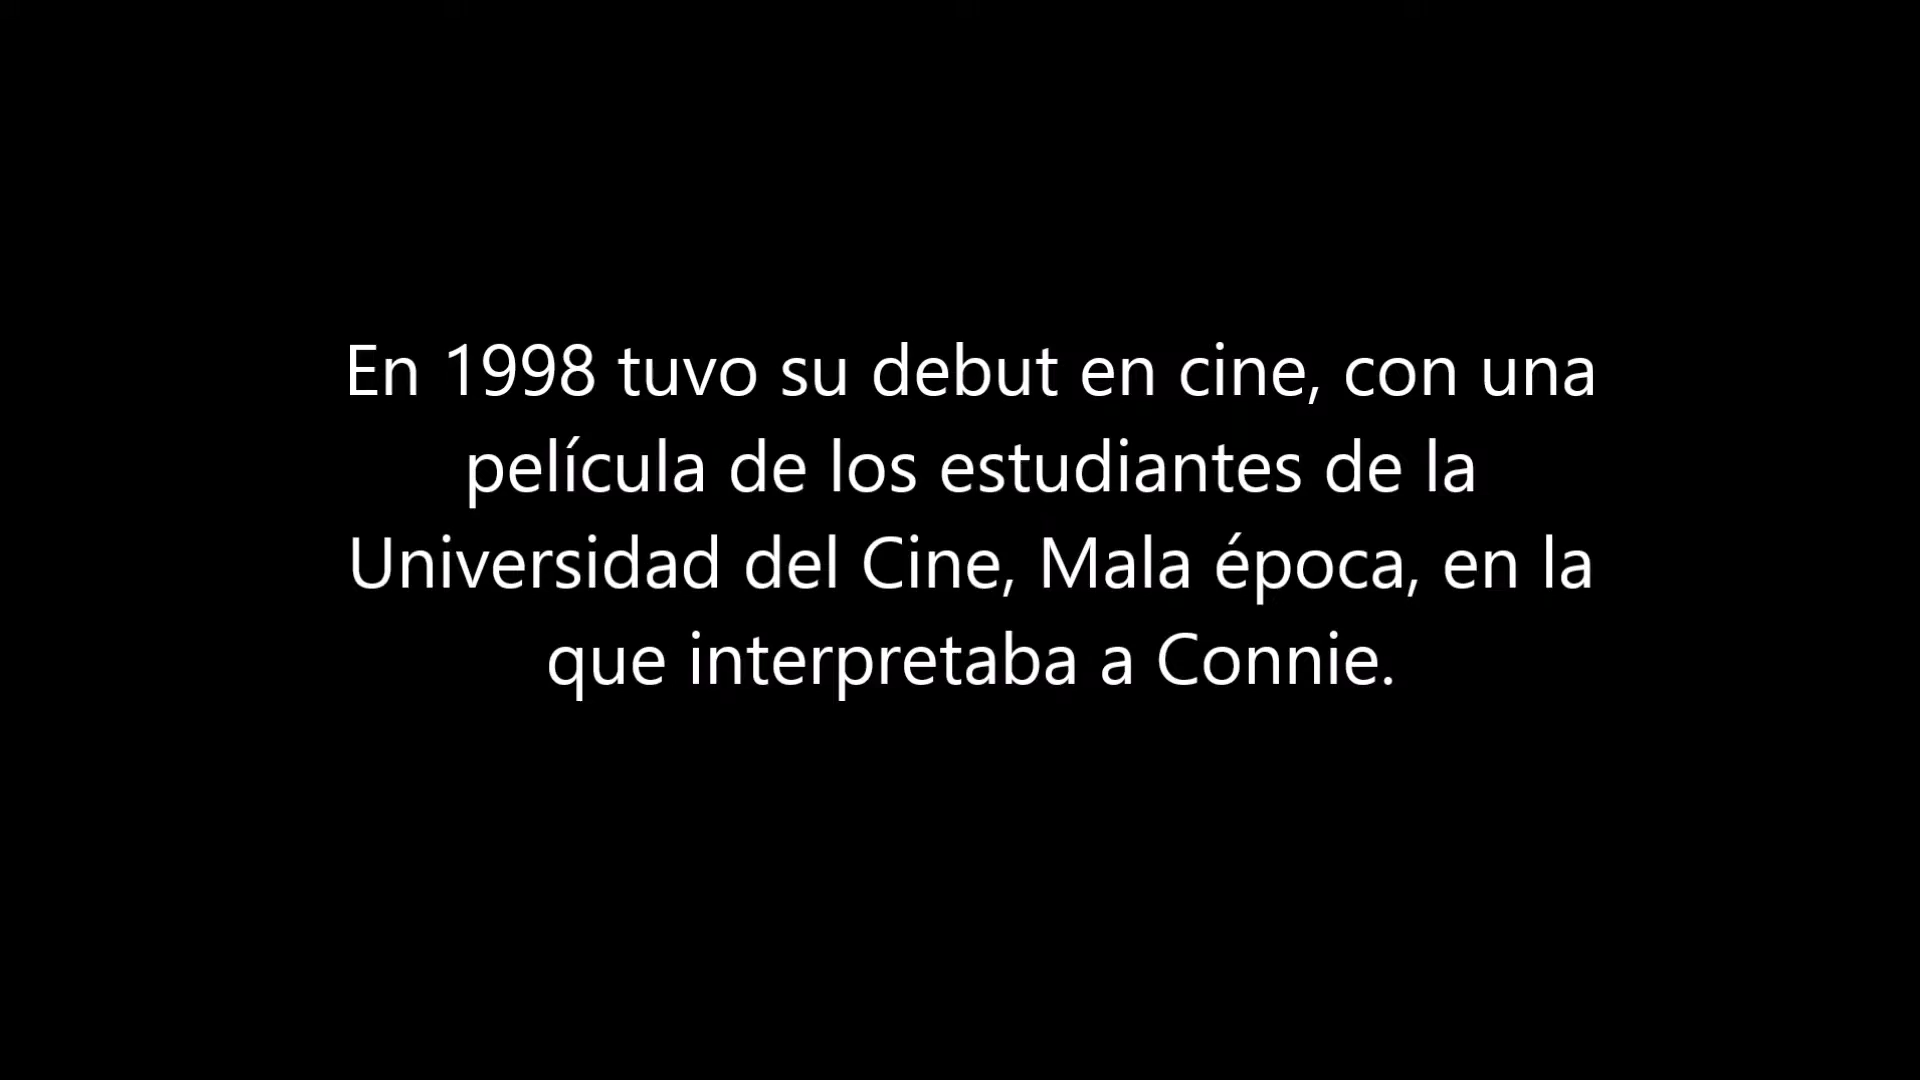 En 1998 tuvo su debut en cine, con una
película de los estudiantes de la
Universidad del Cine, Mala época, en la
que interpretaba a Connie.